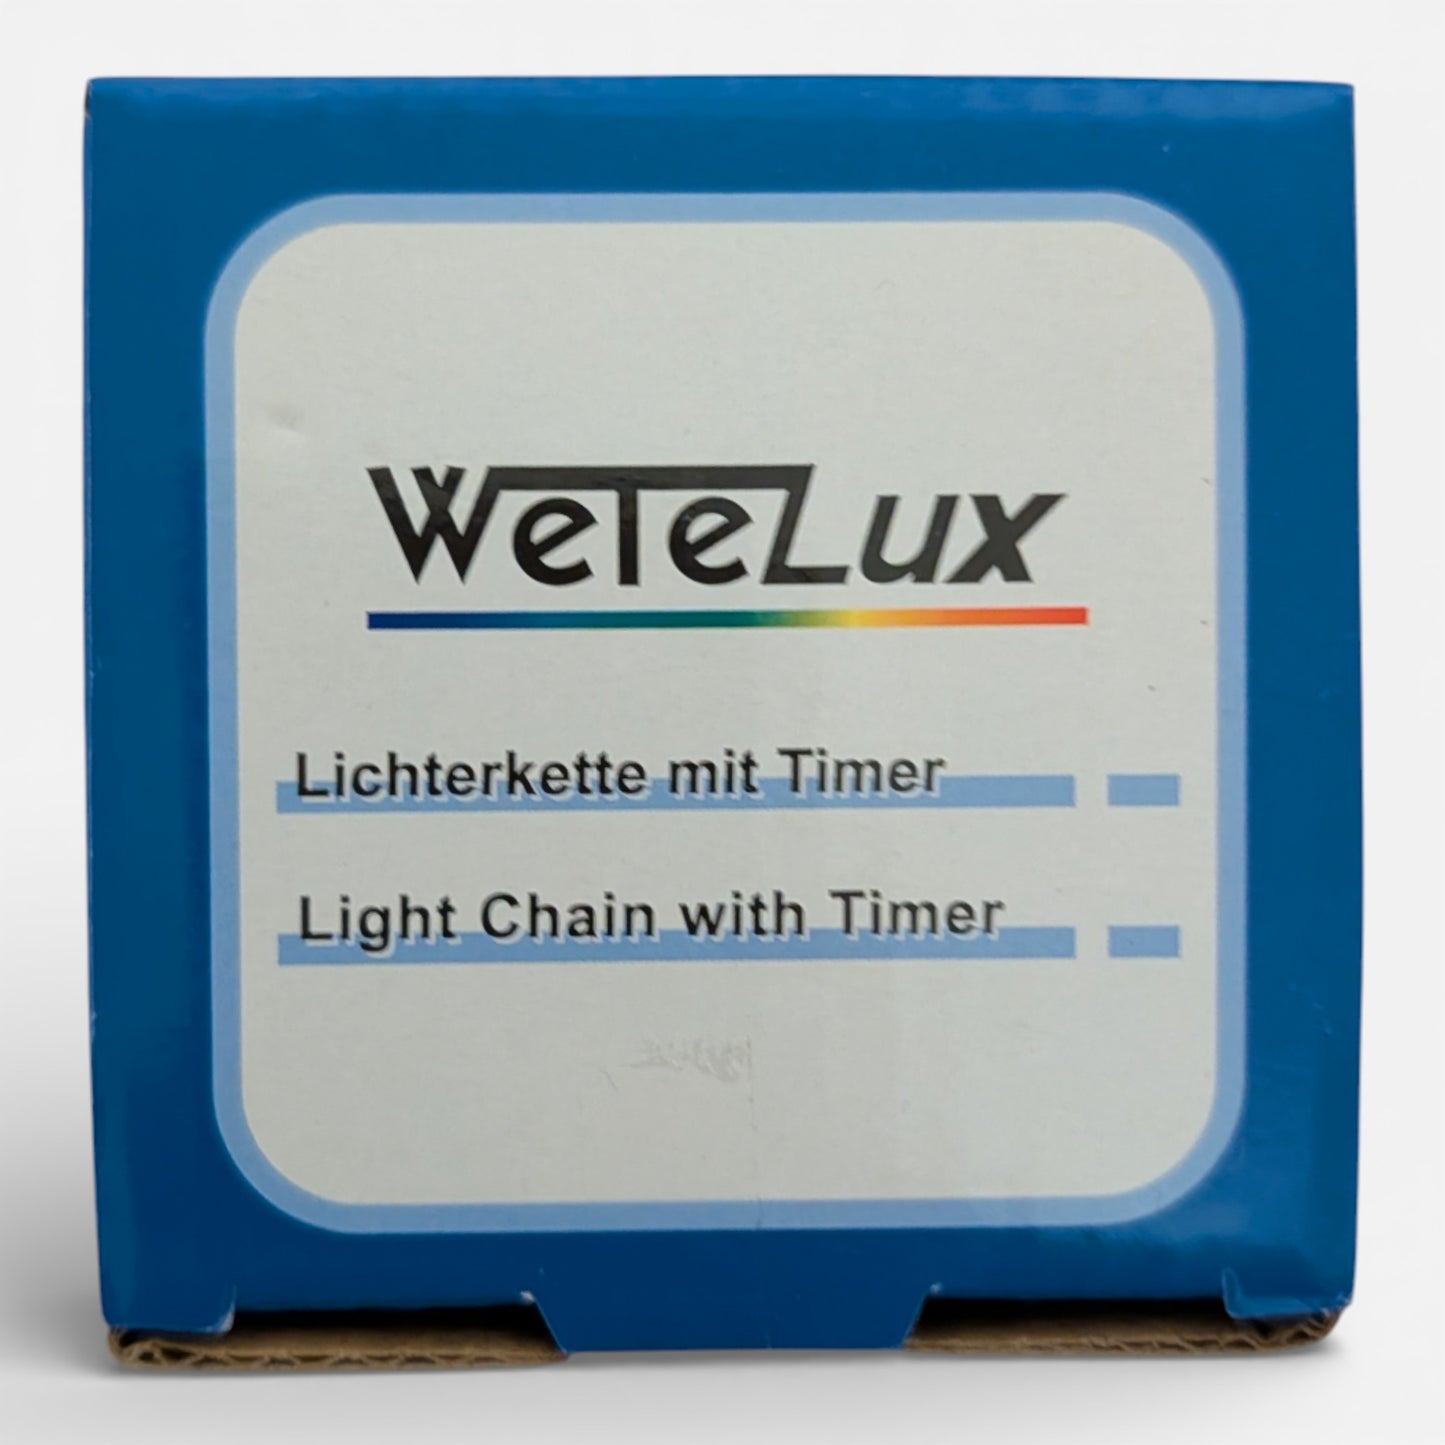 WeTeLux
Lichterkette mit Timer
Light Chain with Timer